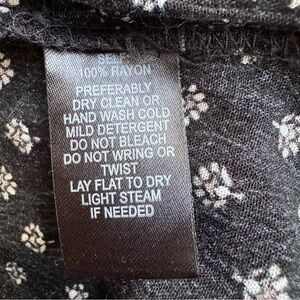 100% RAYON
PREFERABLY
DRY CLEAN OR
HAND WASH COLD
MILD DETERGENT
DO NOT BLEACH
DO NOT WRING OR
TWIST
LAY FLAT TO DRY
LIGHT STEAM
IF NEEDED